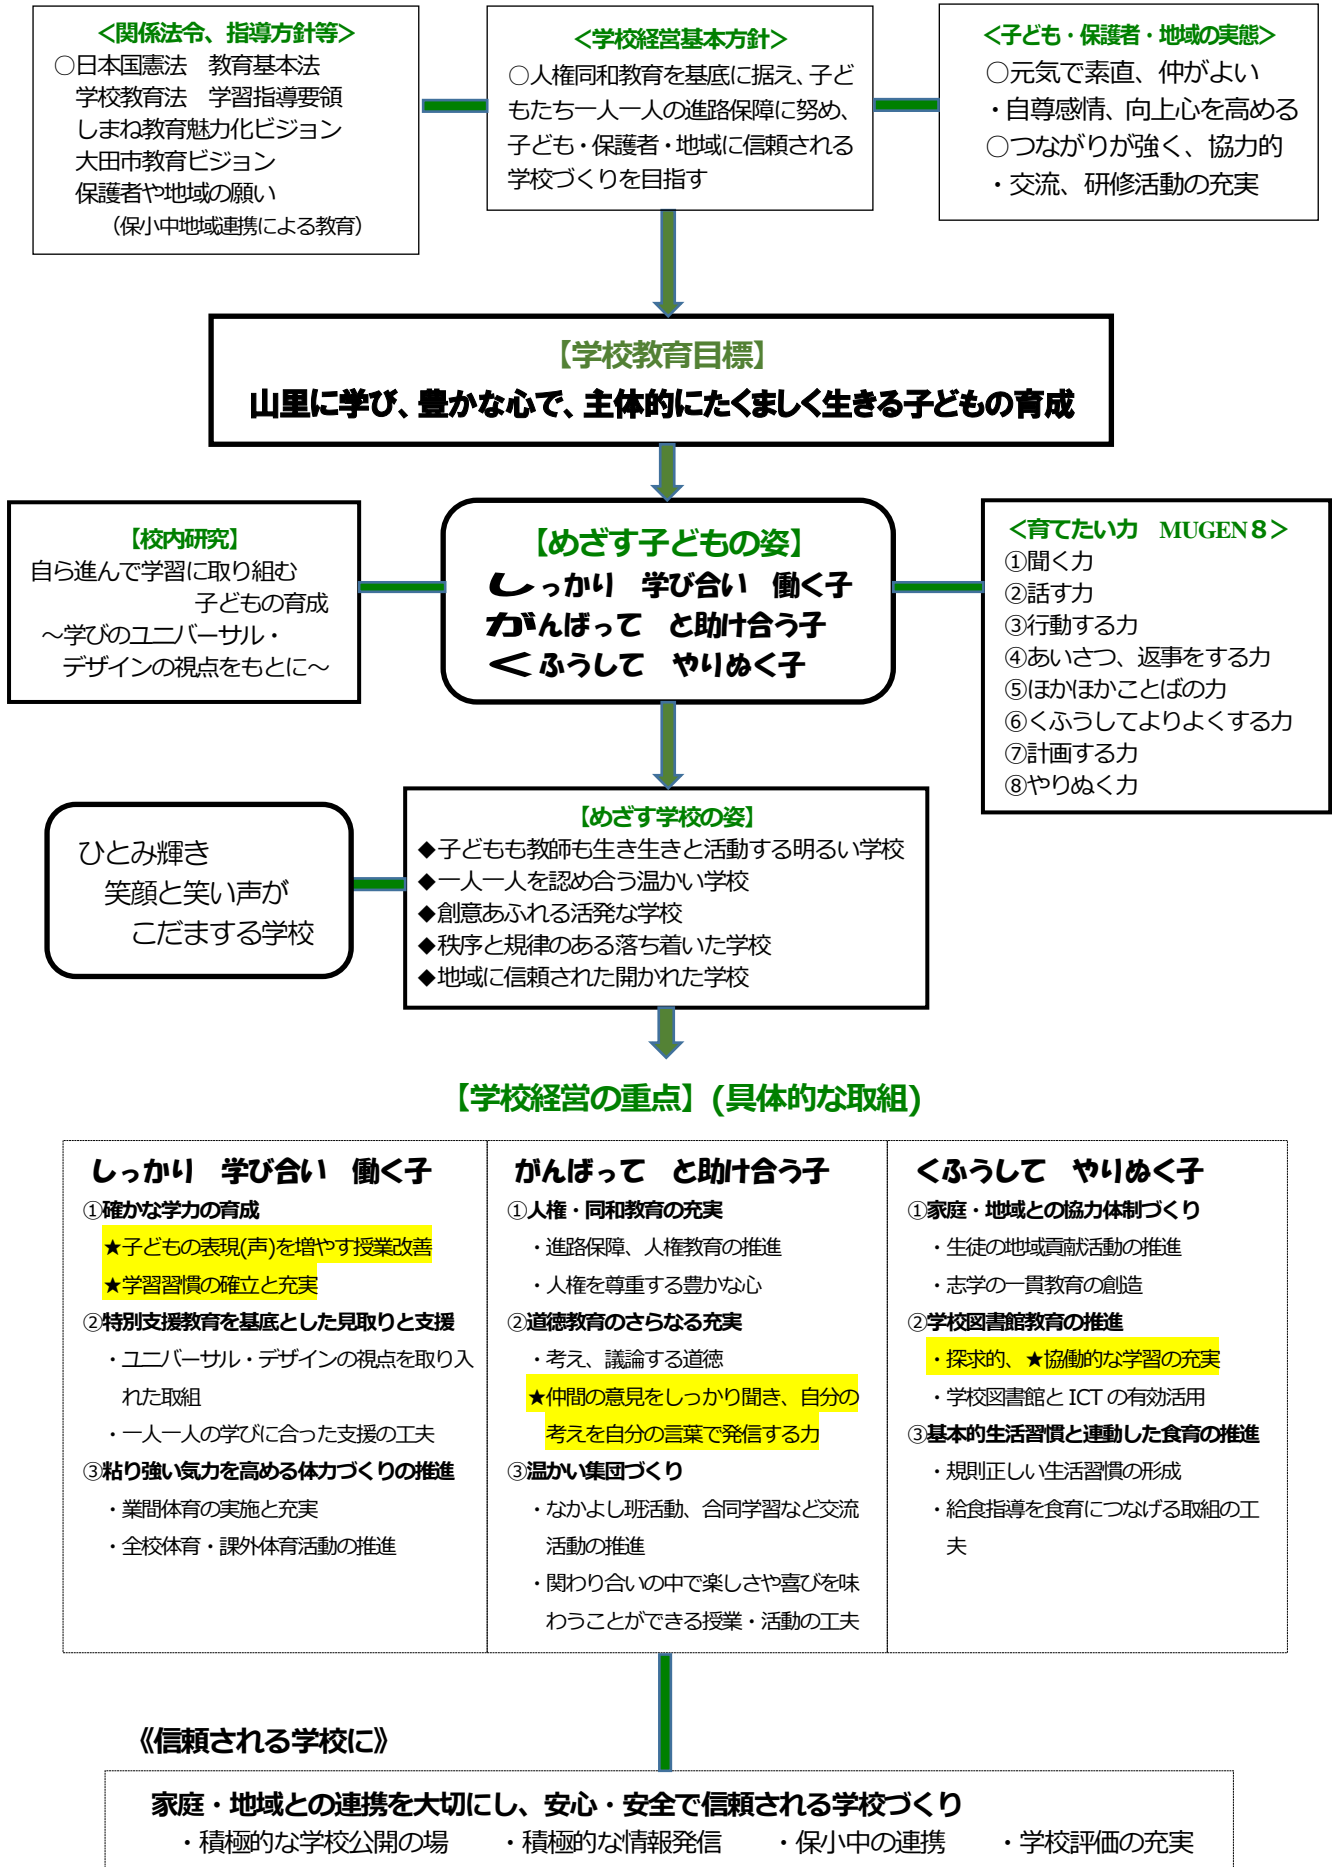 ＜関係法令、指導方針等＞
○日本国憲法　教育基本法
学校教育法　学習指導要領
しまね教育魅力化ビジョン
大田市教育ビジョン
保護者や地域の願い
（保小中地域連携による教育）
＜学校経営基本方針＞
○人権同和教育を基底に据え、子ど
もたち一人一人の進路保障に努め、
子ども・保護者・地域に信頼される
学校づくりを目指す
＜子ども・保護者・地域の実態＞
○元気で素直、仲がよい
・自尊感情、向上心を高める
○つながりが強く、協力的
・交流、研修活動の充実
【学校教育目標】
山里に学び、豊かな心で、主体的にたくましく生きる子どもの育成
【校内研究】
自ら進んで学習に取り組む
子どもの育成
～学びのユニバーサル・
デザインの視点をもとに～
【めざす子どもの姿】
しっかり　学び合い　働く子
がんばって　と助け合う子
くふうして　やりぬく子
＜育てたい力　MUGEN８＞
①聞く力
②話す力
③行動する力
④あいさつ、返事をする力
⑤ほかほかことばの力
⑥くふうしてよりよくする力
⑦計画する力
⑧やりぬく力
ひとみ輝き
笑顔と笑い声が
こだまする学校
【めざす学校の姿】
◆子どもも教師も生き生きと活動する明るい学校
◆一人一人を認め合う温かい学校
◆創意あふれる活発な学校
◆秩序と規律のある落ち着いた学校
◆地域に信頼された開かれた学校
【学校経営の重点】(具体的な取組)
しっかり　学び合い　働く子
①確かな学力の育成
★子どもの表現(声)を増やす授業改善
★学習習慣の確立と充実
②特別支援教育を基底とした見取りと支援
・ユニバーサル・デザインの視点を取り入
れた取組
・一人一人の学びに合った支援の工夫
③粘り強い気力を高める体力づくりの推進
・業間体育の実施と充実
・全校体育・課外体育活動の推進
がんばって　と助け合う子
①人権・同和教育の充実
・進路保障、人権教育の推進
・人権を尊重する豊かな心
②道徳教育のさらなる充実
・考え、議論する道徳
★仲間の意見をしっかり聞き、自分の
考えを自分の言葉で発信する力
③温かい集団づくり
・なかよし班活動、合同学習など交流
活動の推進
・関わり合いの中で楽しさや喜びを味
わうことができる授業・活動の工夫
くふうして　やりぬく子
①家庭・地域との協力体制づくり
・生徒の地域貢献活動の推進
・志学の一貫教育の創造
②学校図書館教育の推進
・探求的、★協働的な学習の充実
・学校図書館と ICT の有効活用
③基本的生活習慣と連動した食育の推進
・規則正しい生活習慣の形成
・給食指導を食育につなげる取組の工
夫
《信頼される学校に》
家庭・地域との連携を大切にし、安心・安全で信頼される学校づくり
・積極的な学校公開の場　・積極的な情報発信　・保小中の連携　・学校評価の充実